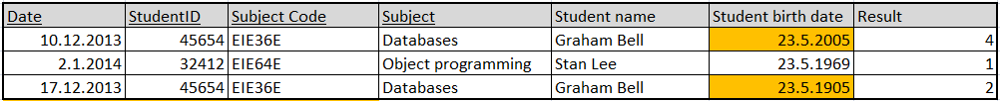 Date StudentID Subject Code Subject Student name Student birth date Result
10.12.2013 45654 EIE36E Databases Graham Bell 23.5.2005 4
2.1.2014 32412 EIE64E Object programming Stan Lee 23.5.1969 1
17.12.2013 45654 EIE36E Databases Graham Bell 23.5.1905 2